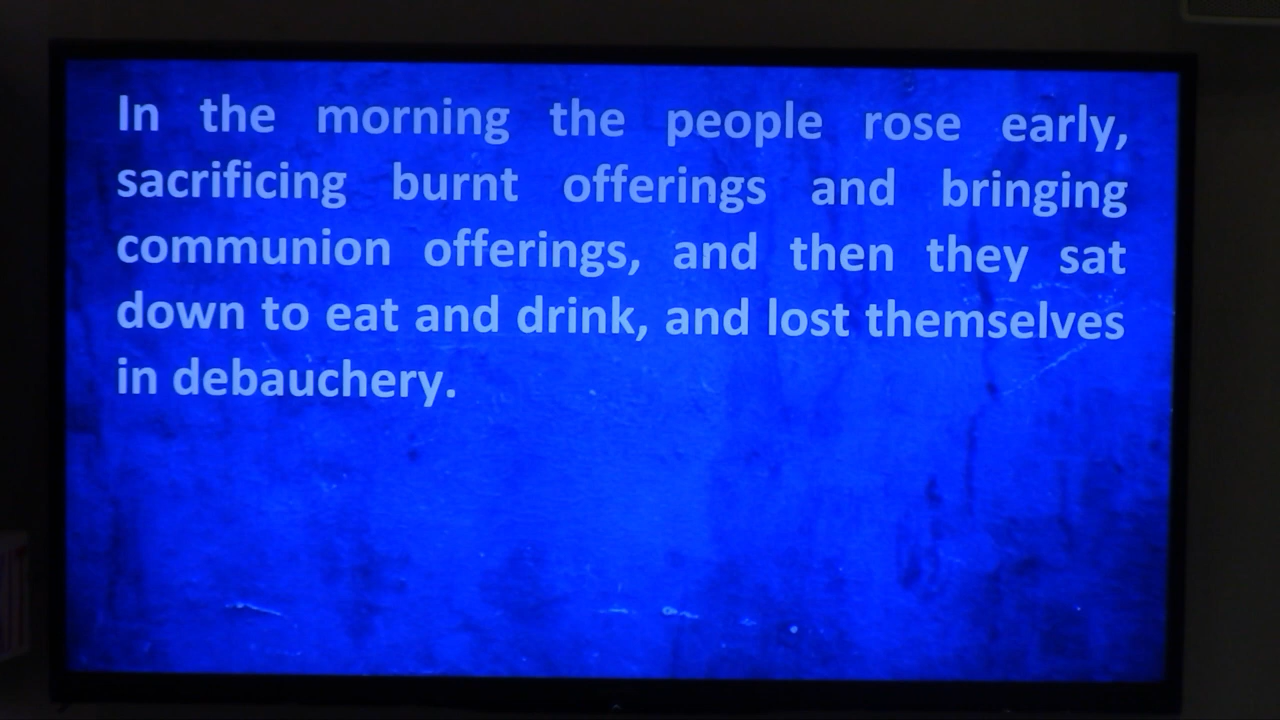 In the morning the people rose early,
sacrificing burnt offerings and bringing
communion offerings, and then they sat
down to eat and drink, and lost themselves
in debauchery.